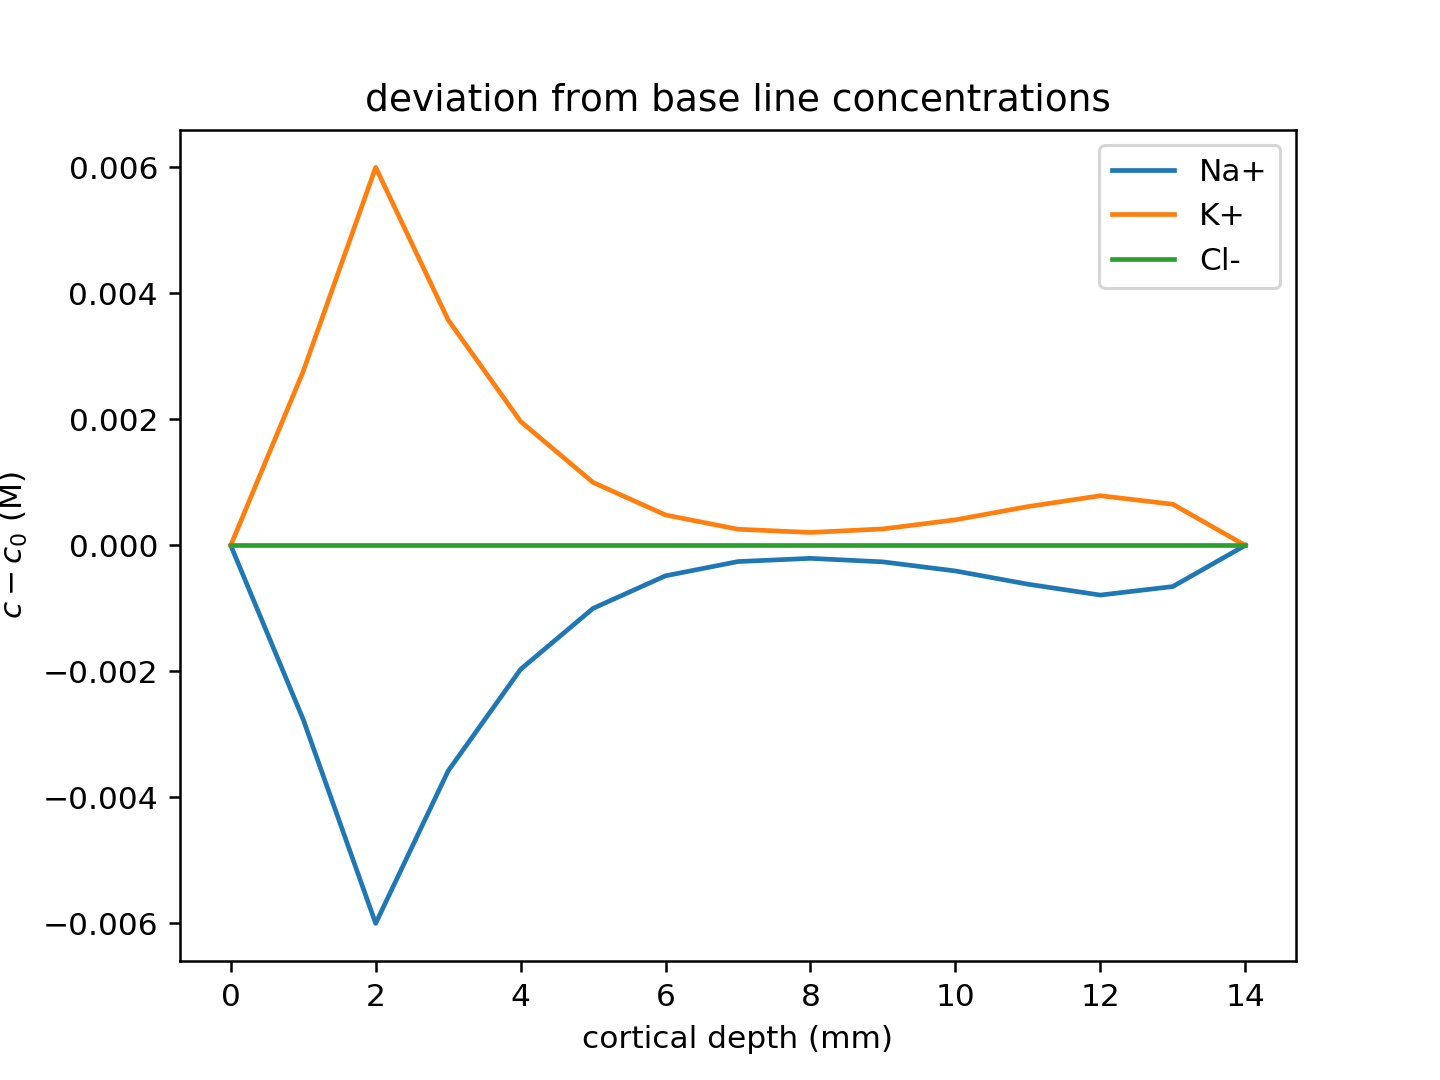 deviation from base line concentrations
0.006
0.004
0.002
0.000
−0.002
−0.004
−0.006
c − c₀ (M)
Na+
K+
Cl-
0 2 4 6 8 10 12 14
cortical depth (mm)